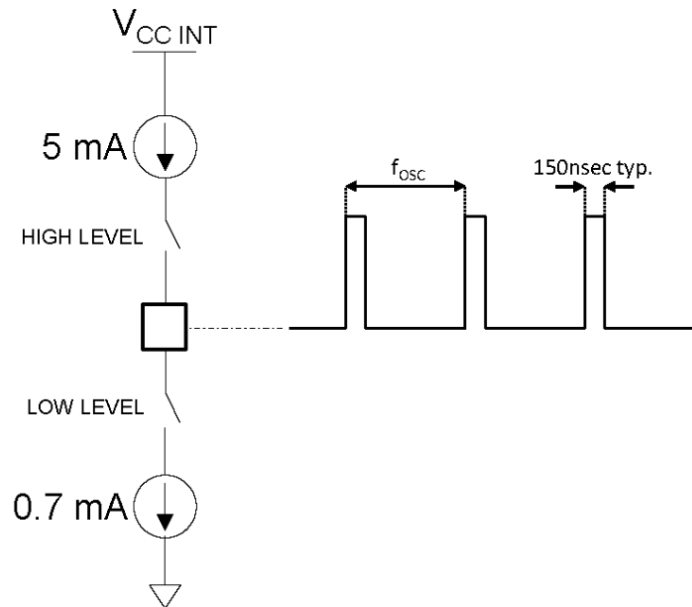 VCC INT
5 mA
fOSC
150nsec typ.
HIGH LEVEL
LOW LEVEL
0.7 mA